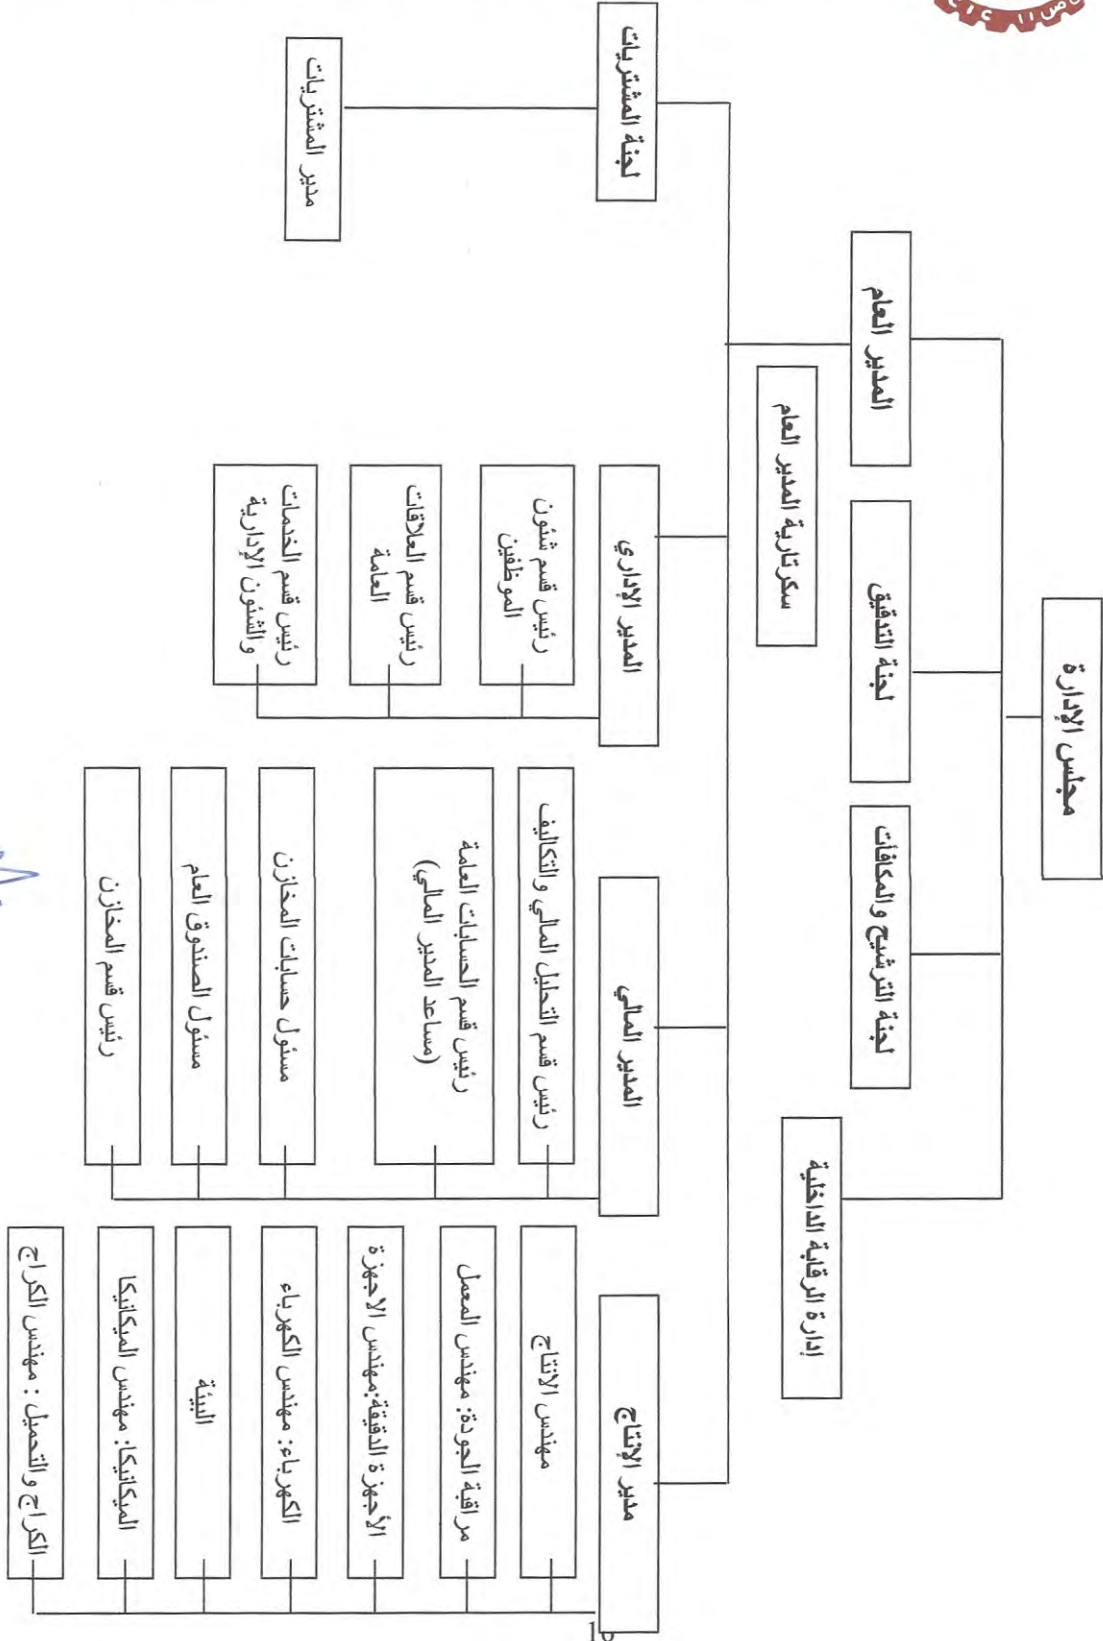 مجلس الإدارة
إدارة الرقابة الداخلية
لجنة الترشيح والمكافأت
لجنة التدقيق
المدير العام
سكرتارية المدير العام
مدير الإنتاج
المدير المالي
المدير الإداري
لجنة المشتريات
مهندس الانتاج
مراقبة الجودة: مهندس المعمل
الأجهزة الدقيقة:مهندس الاجهزة
الكهرباء: مهندس الكهرباء
البيئة
الميكانيكا: مهندس الميكانيكا
الكراج والتحميل : مهندس الكراج
رئيس قسم التحليل المالي والتكاليف
رئيس قسم الحسابات العامة
(مساعد المدير المالي)
مسئول حسابات المخازن
مسئول الصندوق العام
رئيس قسم المخازن
رئيس قسم شئون
الموظفين
رئيس قسم العلاقات
العامة
رئيس قسم الخدمات
والشئون الإدارية
مدير المشتريات